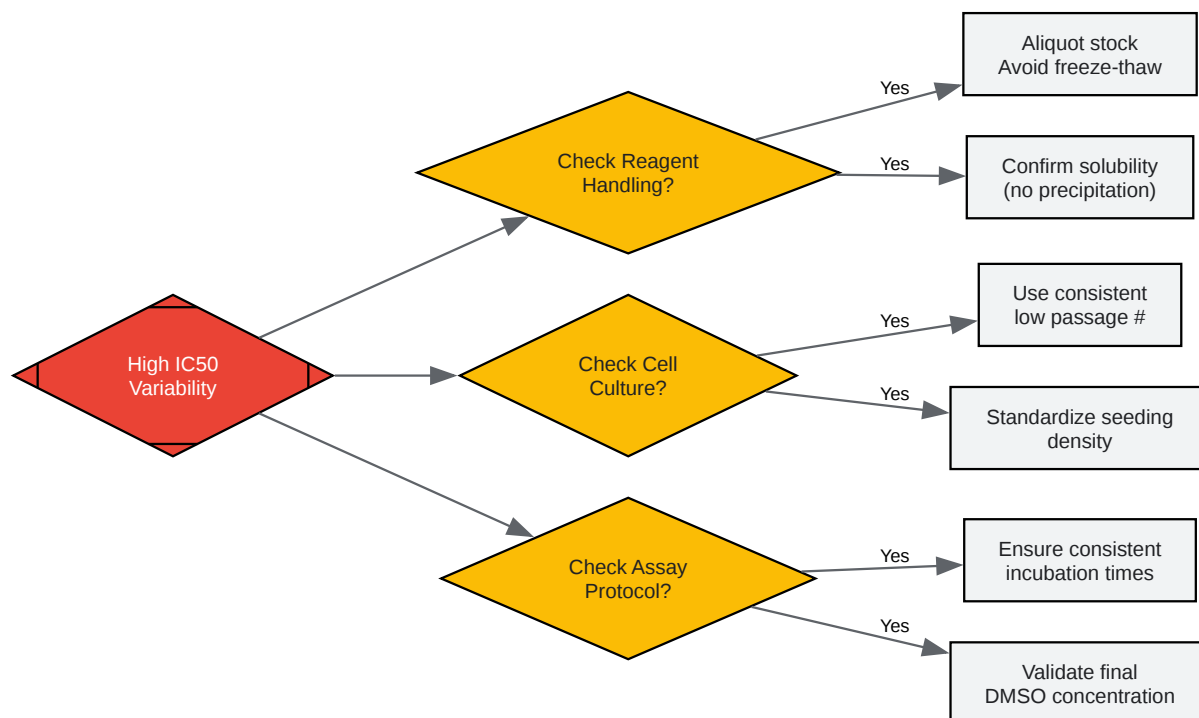 High IC50
Variability
Check Reagent
Handling?
Yes
Aliquot stock
Avoid freeze-thaw
Yes
Confirm solubility
(no precipitation)
Check Cell
Culture?
Yes
Use consistent
low passage #
Yes
Standardize seeding
density
Check Assay
Protocol?
Yes
Ensure consistent
incubation times
Yes
Validate final
DMSO concentration